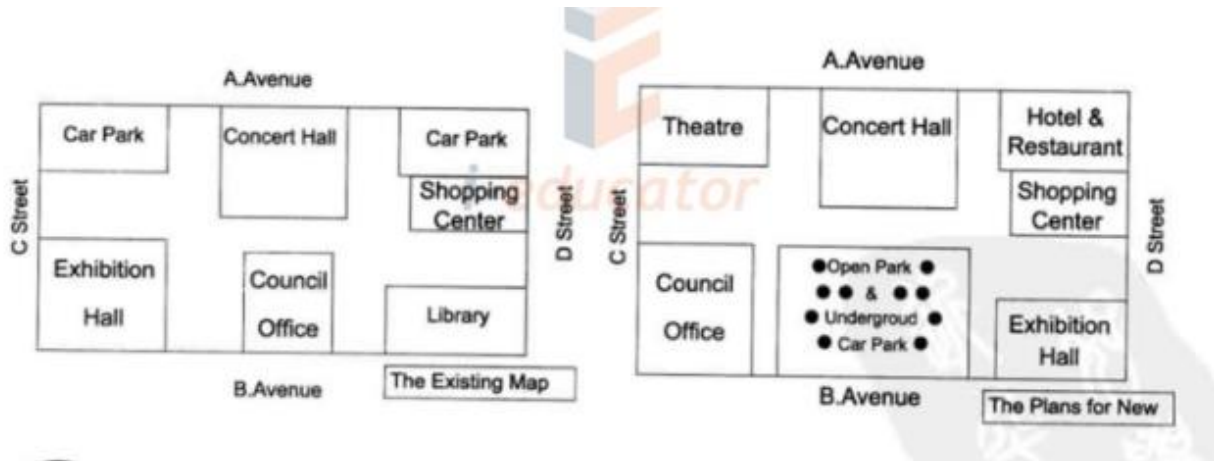 A.Avenue
Car Park
Concert Hall
Car Park
Shopping
Center
C Street
D Street
Exhibition
Hall
Council
Office
Library
B.Avenue
The Existing Map
A.Avenue
Theatre
Concert Hall
Hotel &
Restaurant
Shopping
Center
C Street
D Street
Council
Office
Open Park
&
Undergroud
Car Park
Exhibition
Hall
B.Avenue
The Plans for New
educator